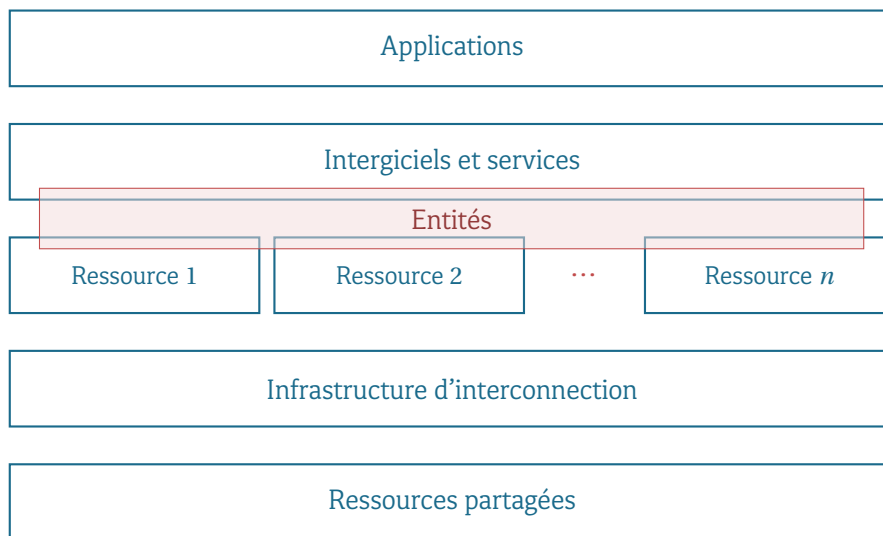 Applications
Intergiciels et services
Entités
Ressource 1 Ressource 2 ... Ressource n
Infrastructure d’interconnection
Ressources partagées